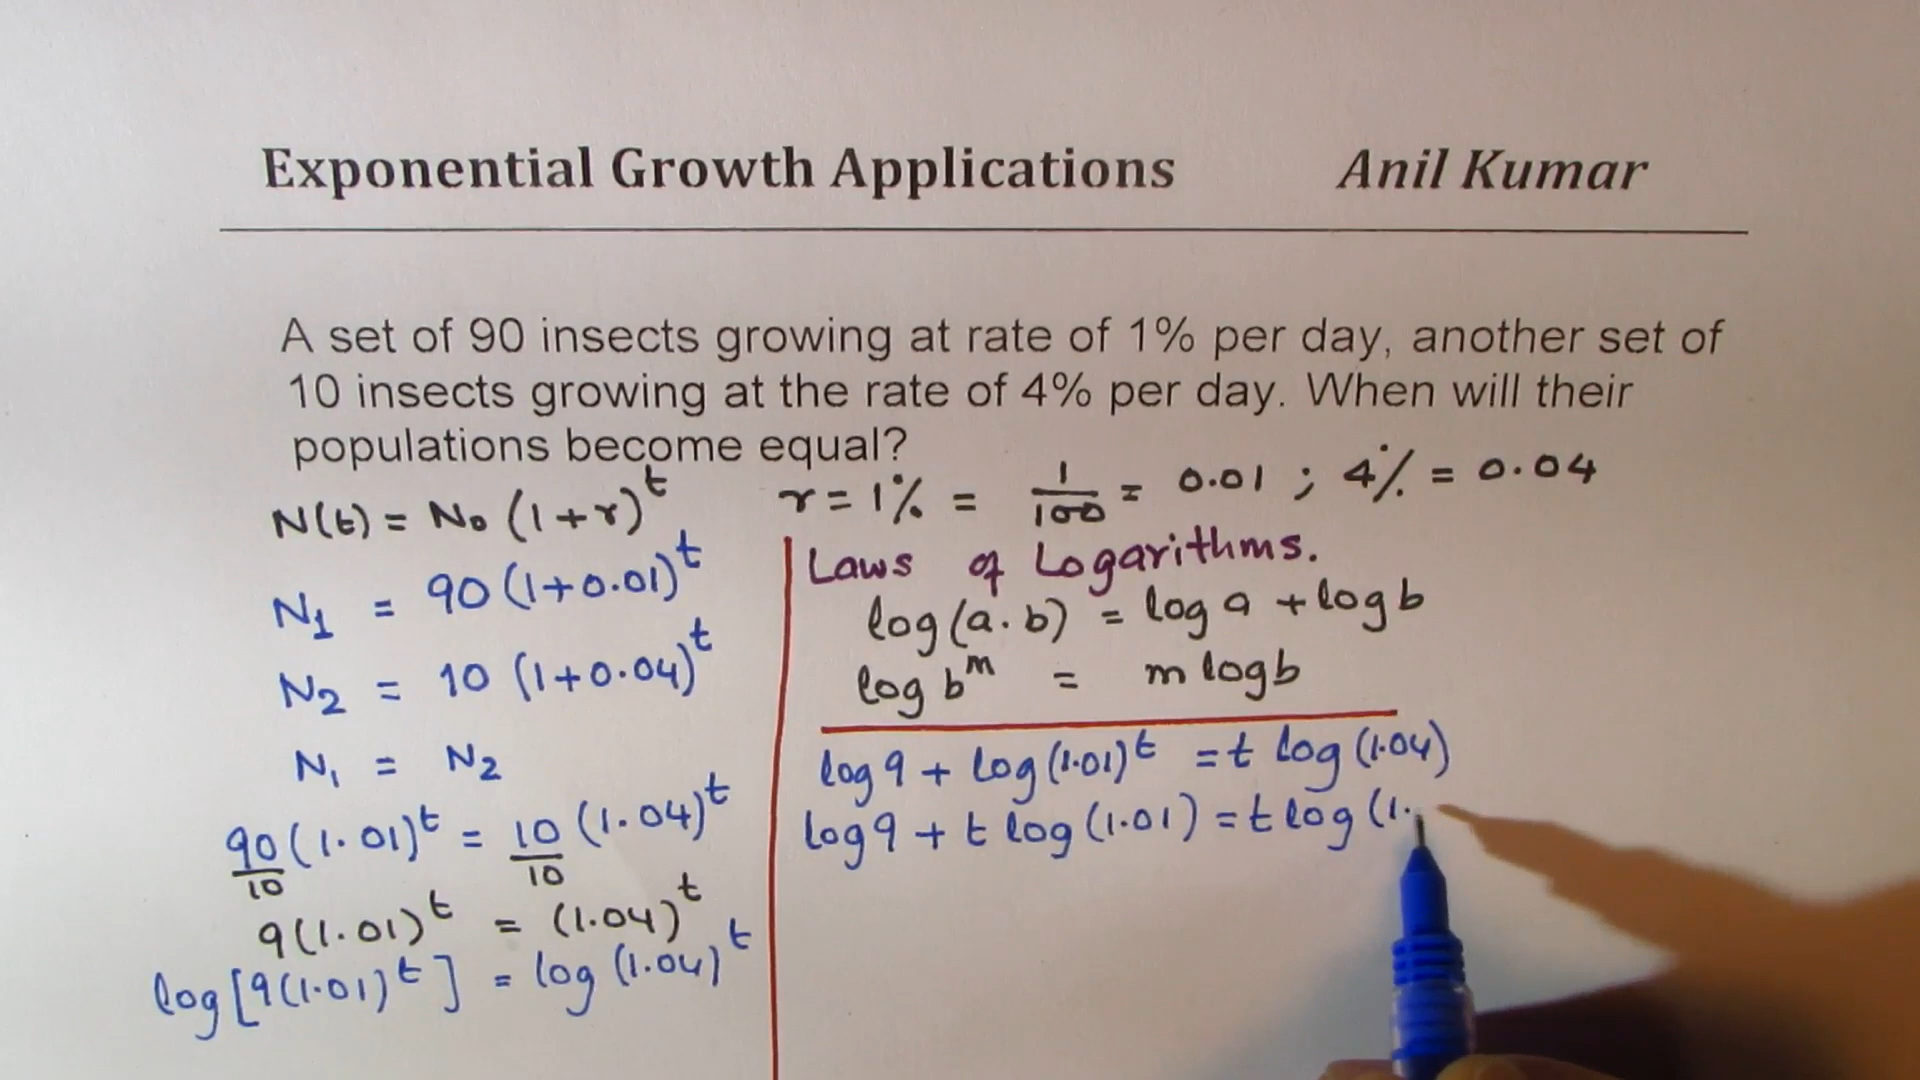 Exponential Growth Applications Anil Kumar
A set of 90 insects growing at rate of 1% per day, another set of
10 insects growing at the rate of 4% per day. When will their
populations become equal?
r = 1% = 1/100 = 0.01 ; 4% = 0.04
N(t) = N₀ (1+r)^t
N₁ = 90 (1+0.01)^t
N₂ = 10 (1+0.04)^t
N₁ = N₂
90/10 (1.01)^t = 10/10 (1.04)^t
9(1.01)^t = (1.04)^t
log[9(1.01)^t] = log(1.04)^t
Laws of Logarithms.
log(a·b) = log a + log b
log b^m = m log b
log 9 + log(1.01)^t = t log(1.04)
log 9 + t log(1.01) = t log(1.